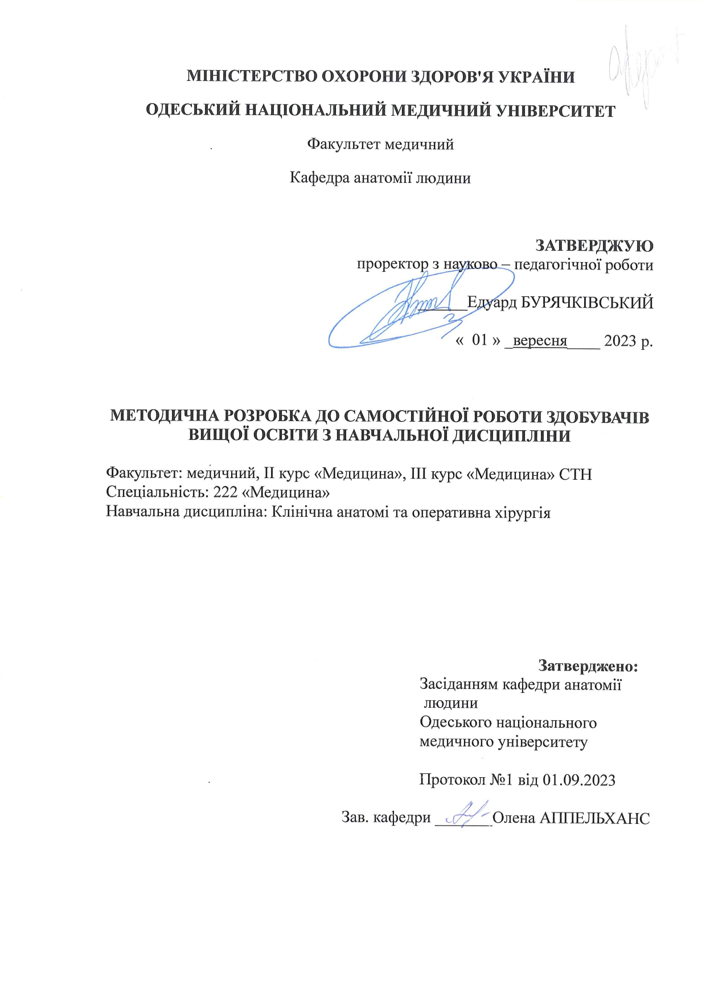 МІНІСТЕРСТВО ОХОРОНИ ЗДОРОВ'Я УКРАЇНИ
ОДЕСЬКИЙ НАЦІОНАЛЬНИЙ МЕДИЧНИЙ УНІВЕРСИТЕТ
Факультет медичний
Кафедра анатомії людини
ЗАТВЕРДЖУЮ
проректор з науково – педагогічної роботи
______Едуард БУРЯЧКІВСЬКИЙ
« 01 » _вересня____ 2023 р.
МЕТОДИЧНА РОЗРОБКА ДО САМОСТІЙНОЇ РОБОТИ ЗДОБУВАЧІВ
ВИЩОЇ ОСВІТИ З НАВЧАЛЬНОЇ ДИСЦИПЛІНИ
Факультет: медичний, ІІ курс «Медицина», ІІІ курс «Медицина» СТН
Спеціальність: 222 «Медицина»
Навчальна дисципліна: Клінічна анатомі та оперативна хірургія
Затверджено:
Засіданням кафедри анатомії
людини
Одеського національного
медичного університету
Протокол №1 від 01.09.2023
Зав. кафедри _______Олена АППЕЛЬХАНС